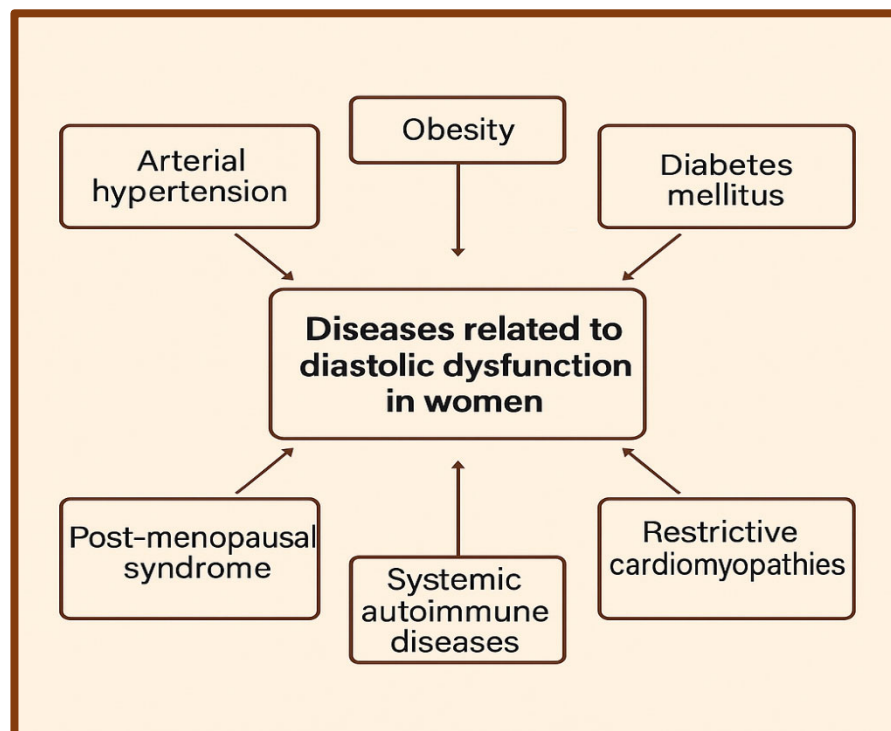 Obesity
Arterial
hypertension
Diabetes
mellitus
Diseases related to
diastolic dysfunction
in women
Post-menopausal
syndrome
Systemic
autoimmune
diseases
Restrictive
cardiomyopathies